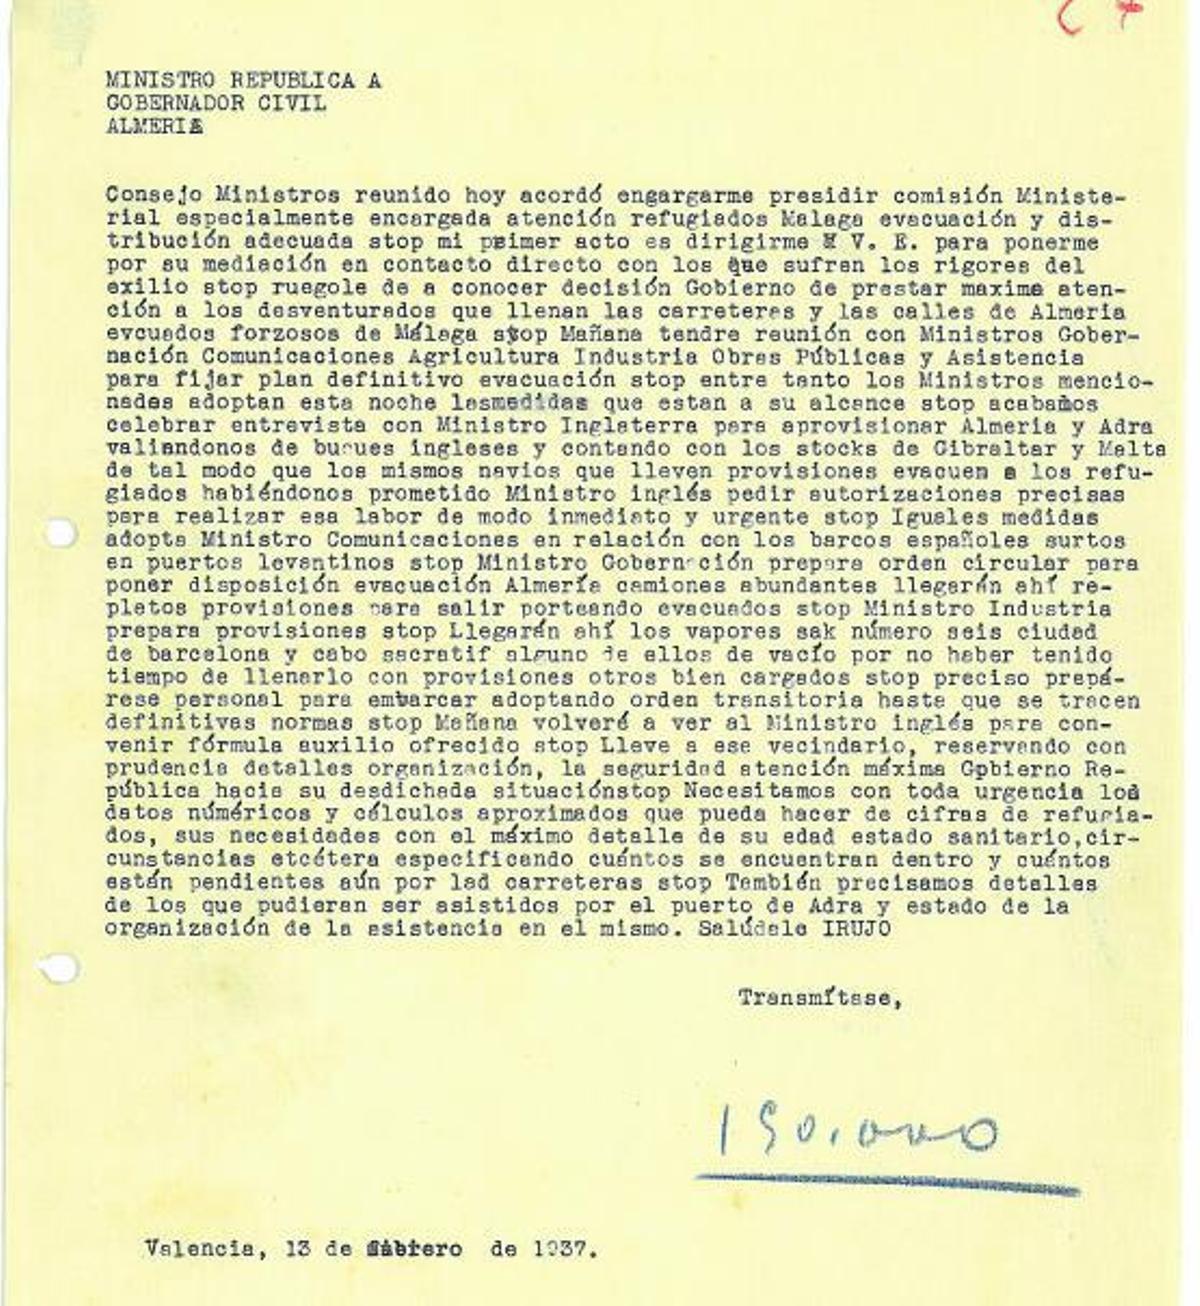 MINISTRO REPUBLICA A
GOBERNADOR CIVIL
ALMERIA
Consejo Ministros reunido hoy acordó engargarme presidir comisión Ministe-
rial especialmente encargada atención refugiados Malaga evacuación y dis-
tribución adecuada stop mi primer acto es dirigirme V. E. para ponerme
por su mediación en contacto directo con los que sufren los rigores del
exilio stop ruegole de a conocer decisión Gobierno de prestar maxima aten-
ción a los desventurados que llenan las carreteras y las calles de Almeria
evcuados forzosos de Málaga stop Mañana tendre reunión con Ministros Gober-
nación Comunicaciones Agricultura Industria Obras Públicas y Asistencia
para fijar plan definitivo evacuación stop entre tanto los Ministros mencio-
nados adoptan esta noche lasmedidas que estan a su alcance stop acabamos
celebrar entrevista con Ministro Inglaterra para aprovisionar Almeria y Adra
valiandonos de buques ingleses y contando con los stocks de Gibraltar y Malta
de tal modo que los mismos navios que lleven provisiones evacuen a los refu-
giados habiéndonos prometido Ministro inglés pedir autorizaciones precisas
para realizar esa labor de modo inmediato y urgente stop Iguales medidas
adopta Ministro Comunicaciones en relación con los barcos españoles surtos
en puertos levantinos stop Ministro Gobernación prepara orden circular para
poner disposición evacuación Almería camiones abundantes llegarán ahí re-
pletos provisiones para salir porteando evacuados stop Ministro Industria
prepara provisiones stop Llegarán ahí los vapores sak número seis ciudad
de barcelona y cabo sacratif alguno de ellos de vacío por no haber tenido
tiempo de llenarlo con provisiones otros bien cargados stop preciso prepá-
rese personal para embarcar adoptando orden transitoria hasta que se tracen
definitivas normas stop Mañana volveré a ver al Ministro inglés para con-
venir fórmula auxilio ofrecido stop Lleve a ese vecindario, reservando con
prudencia detalles organización, la seguridad atención máxima Gobierno Re-
pública hacia su desdichada situaciónstop Necesitamos con toda urgencia los
datos númericos y cálculos aproximados que pueda hacer de cifras de refugia-
dos, sus necesidades con el máximo detalle de su edad estado sanitario,cir-
cunstancias etcétera especificando cuántos se encuentran dentro y cuántos
están pendientes aún por lad carreteras stop También precisamos detalles
de los que pudieran ser asistidos por el puerto de Adra y estado de la
organización de la asistencia en el mismo. Salúdale IRUJO
Transmítase,
150.000
Valencia, 13 de febrero de 1937.